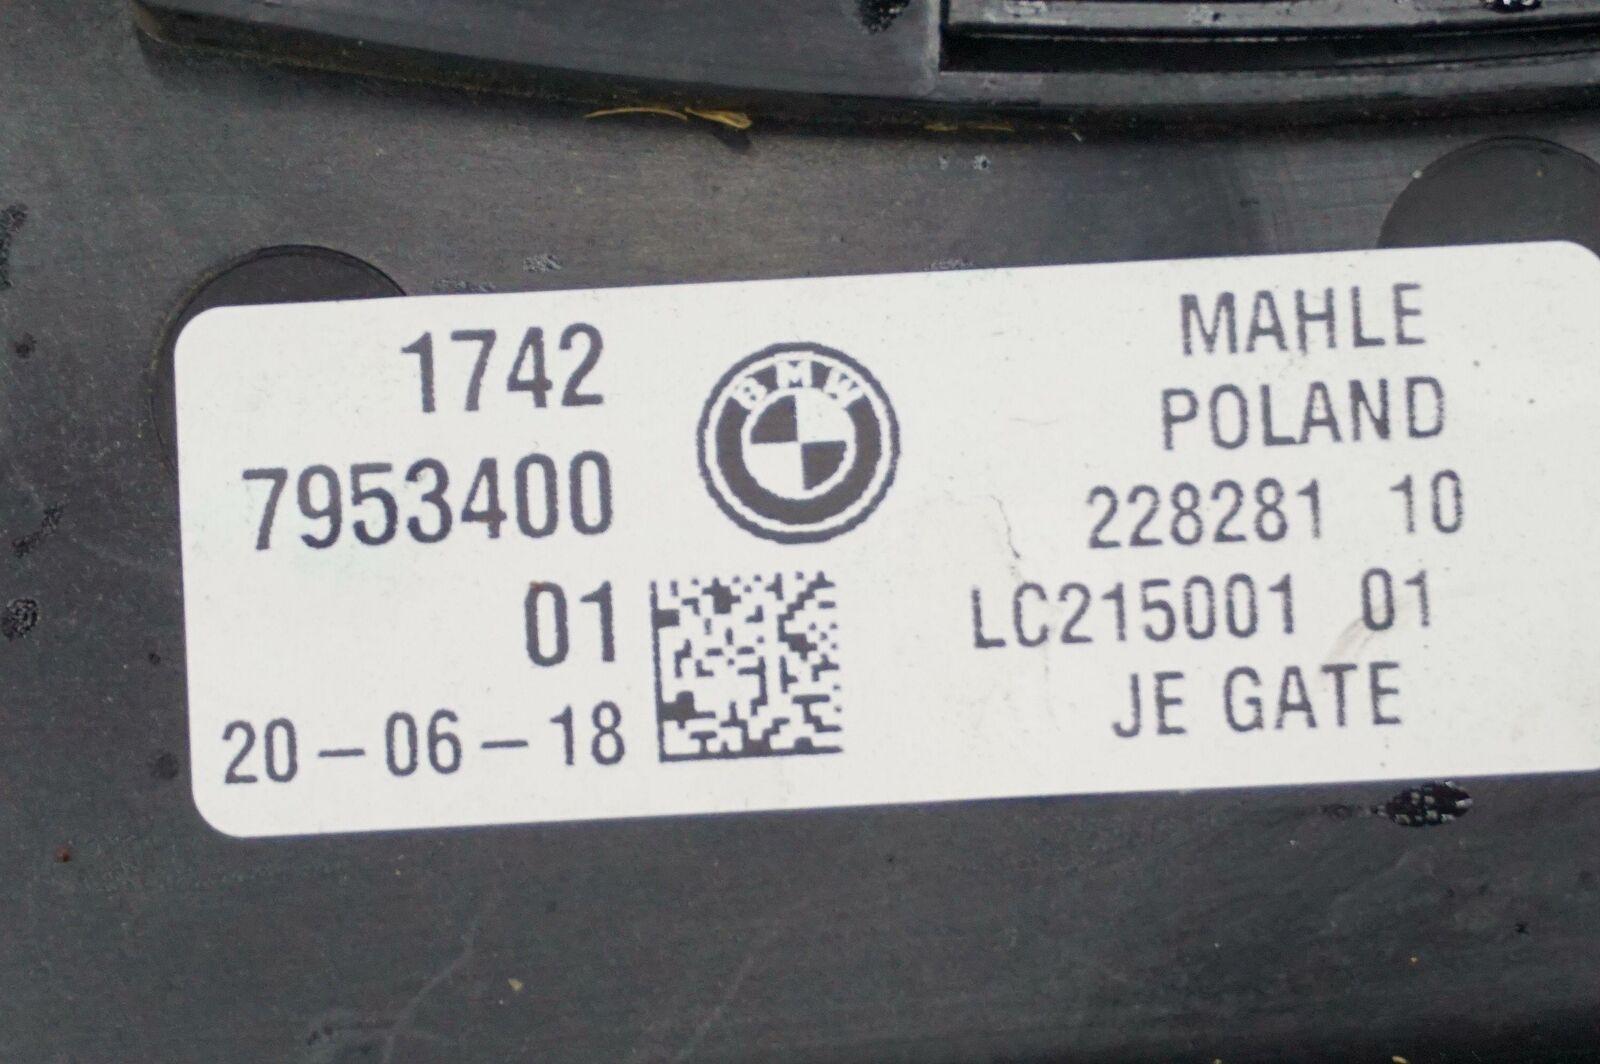 1742
7953400
01
20-06-18
BMW
MAHLE
POLAND
228281 10
LC215001 01
JE GATE